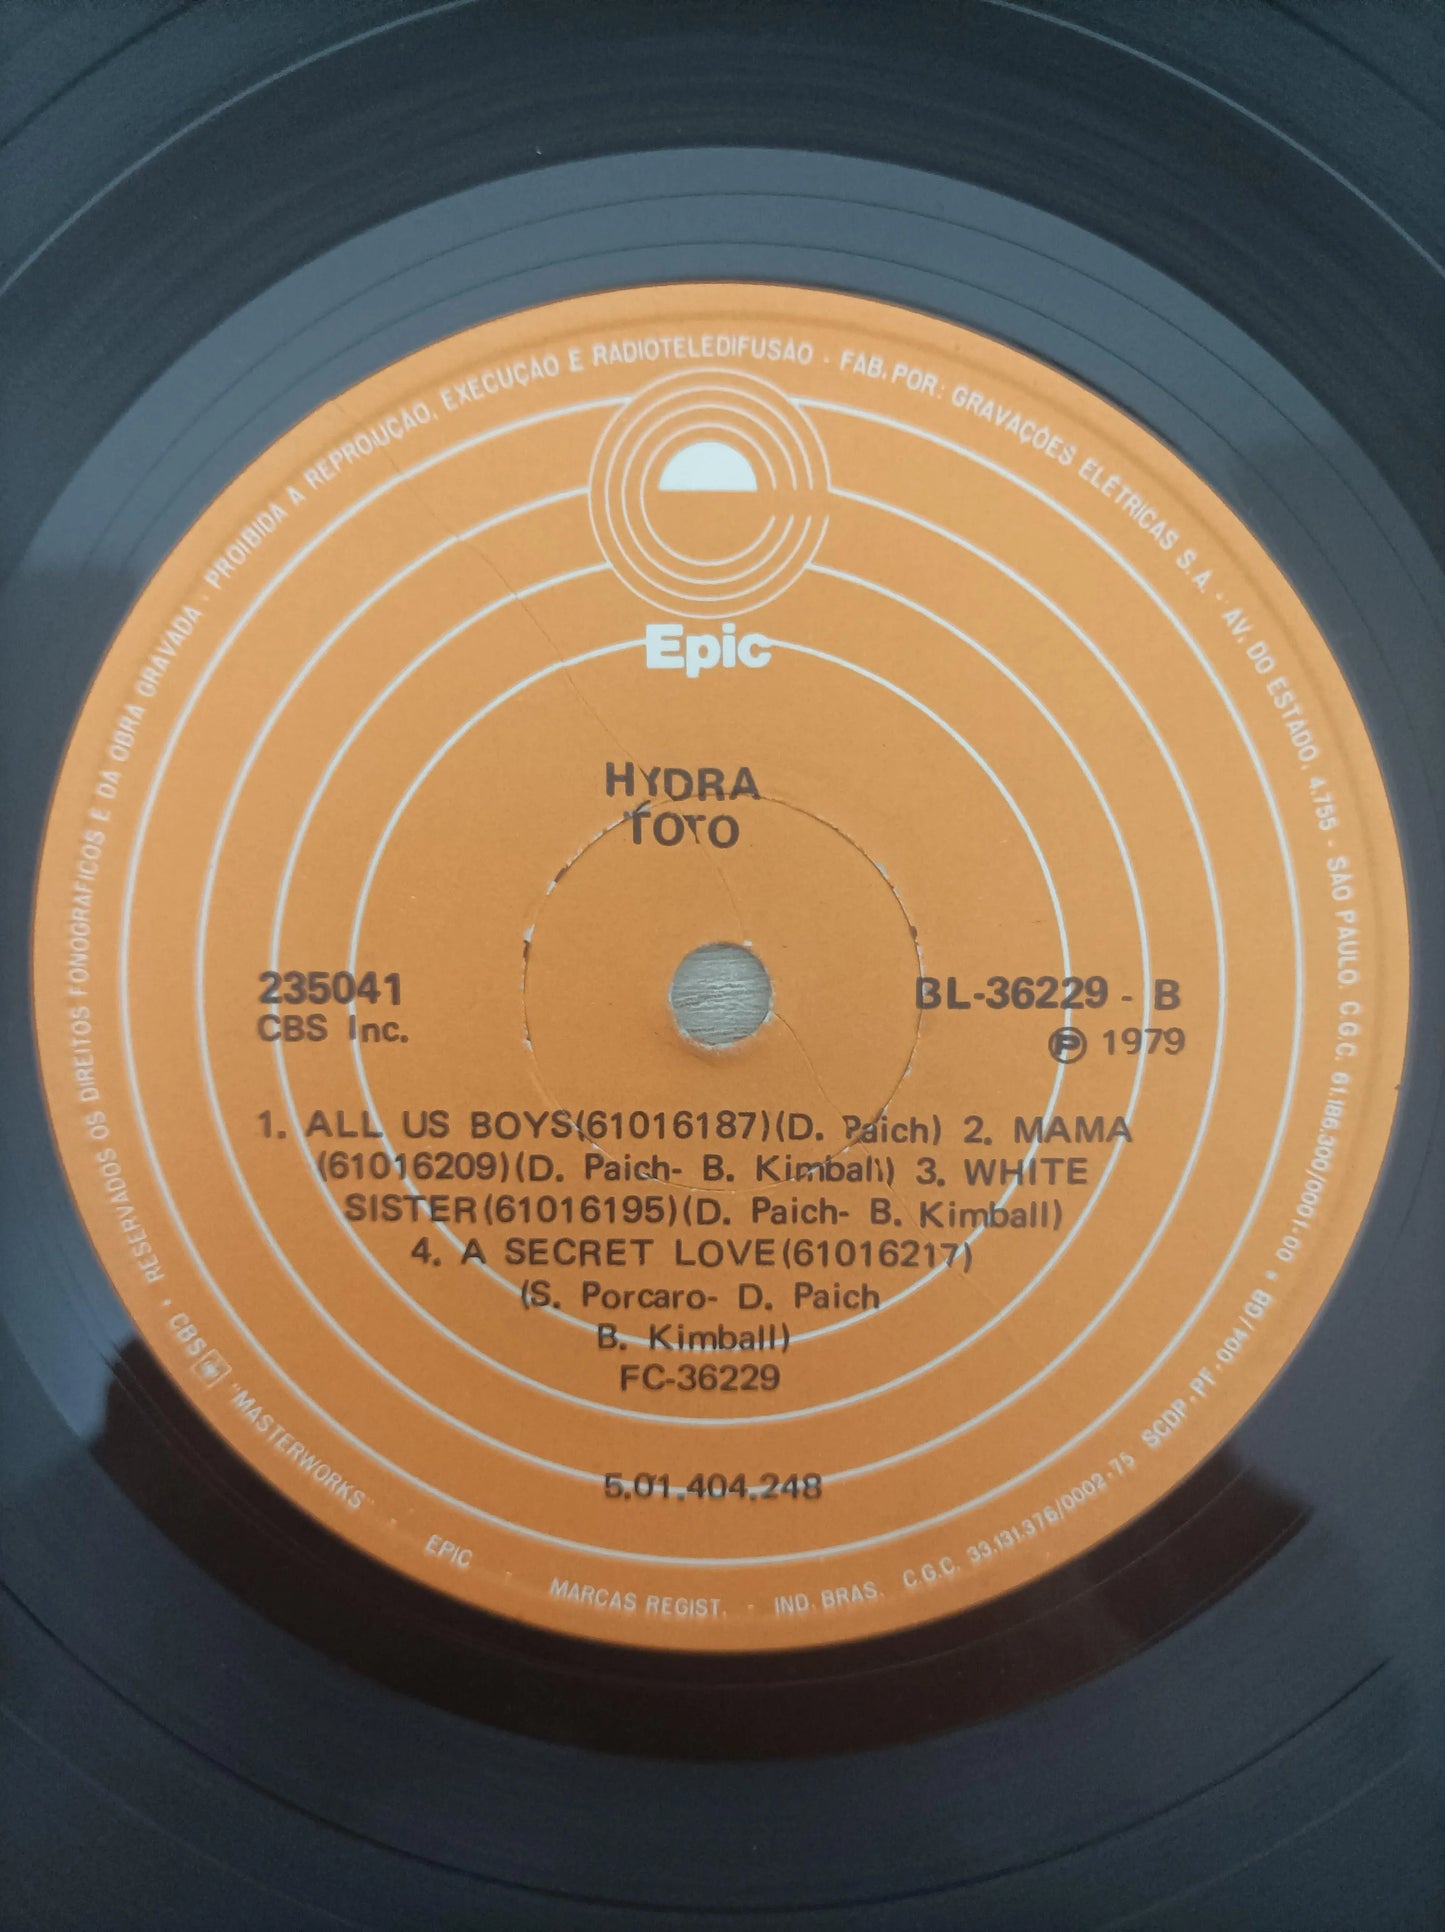 RESERVADOS OS DIREITOS FONOGRÁFICOS E DA OBRA GRAVADA · PROIBIDA A REPRODUÇÃO, EXECUÇÃO E RADIOTELEDIFUSÃO · FAB. POR: GRAVAÇÕES ELÉTRICAS S.A. · AV. DO ESTADO, 4.755 - SÃO PAULO. C.G.C. 61.186.300/0001-00 •
Epic
HYDRA
TOTO
235041
CBS Inc.
BL-36229 - B
Ⓟ 1979
1. ALL US BOYS(61016187)(D. Paich) 2. MAMA
(61016209)(D. Paich- B. Kimball) 3. WHITE
SISTER(61016195)(D. Paich- B. Kimball)
4. A SECRET LOVE(61016217)
(S. Porcaro- D. Paich
B. Kimball)
FC-36229
5.01.404.248
• CBS "MASTERWORKS" · EPIC · MARCAS REGIST. · IND. BRAS. C.G.C. 33.131.376/0002-75 SCDP. PF. 004/GB